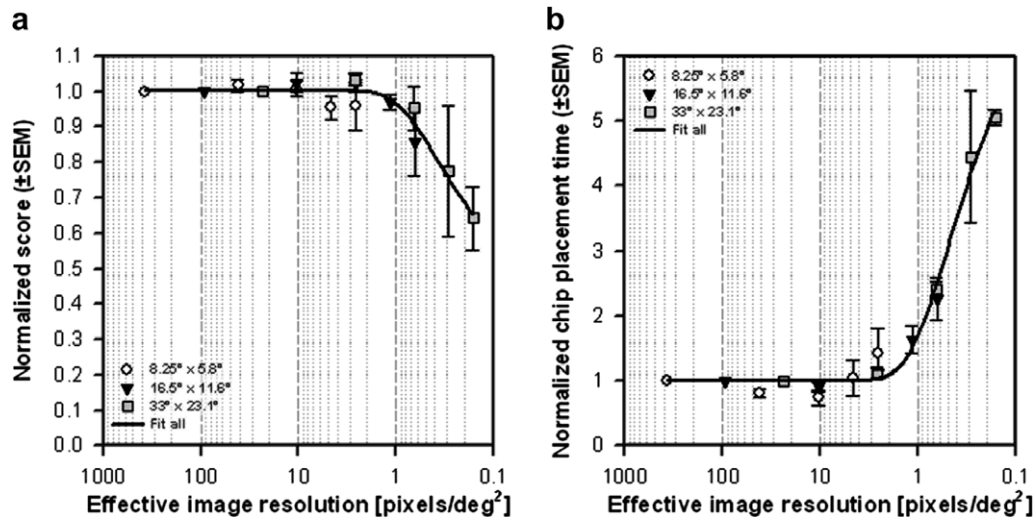 a
Normalized score (±SEM)
1.1
1.0
0.9
0.8
0.7
0.6
0.5
0.4
0.3
0.2
0.1
0.0
8.25° × 5.8°
16.5° × 11.6°
33° × 23.1°
Fit all
1000 100 10 1 0.1
Effective image resolution [pixels/deg²]
b
Normalized chip placement time (±SEM)
6
5
4
3
2
1
0
8.25° × 5.8°
16.5° × 11.6°
33° × 23.1°
Fit all
1000 100 10 1 0.1
Effective image resolution [pixels/deg²]